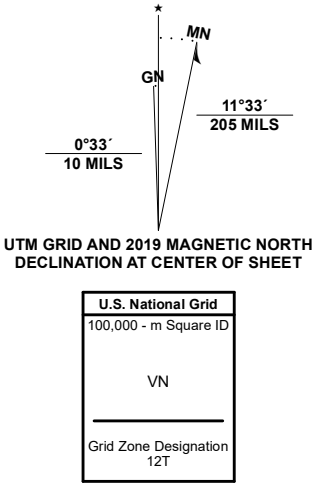 ★
MN
GN
11°33´
205 MILS
0°33´
10 MILS
UTM GRID AND 2019 MAGNETIC NORTH
DECLINATION AT CENTER OF SHEET
U.S. National Grid
100,000 - m Square ID
VN
Grid Zone Designation
12T